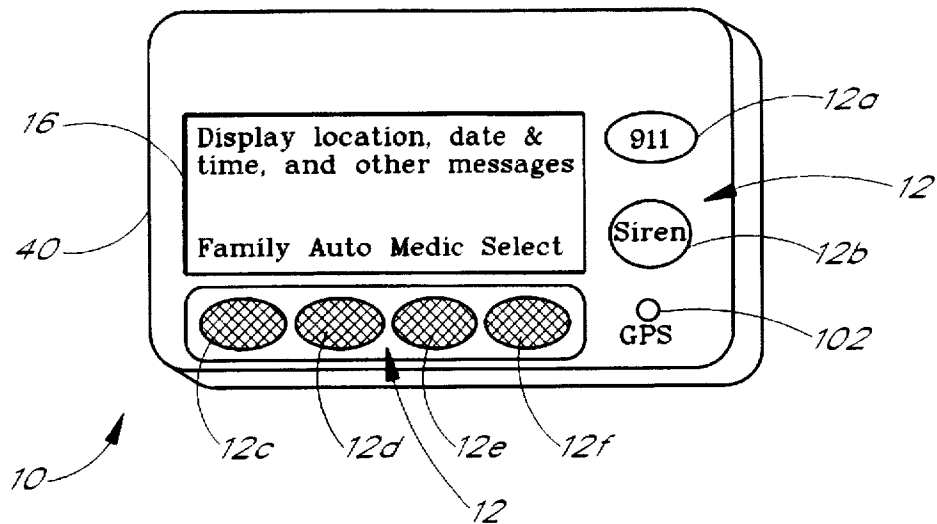 16
40
10
Display location, date &
time, and other messages
Family Auto Medic Select
911
Siren
GPS
12a
12
12b
102
12c
12d
12e
12f
12